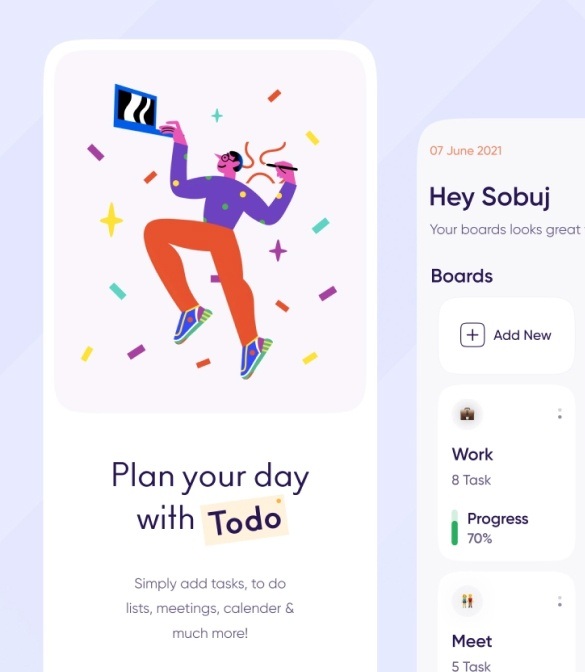 Plan your day
with Todo
Simply add tasks, to do
lists, meetings, calender &
much more!
07 June 2021
Hey Sobuj
Your boards looks great
Boards
Add New
Work
8 Task
Progress
70%
Meet
5 Task